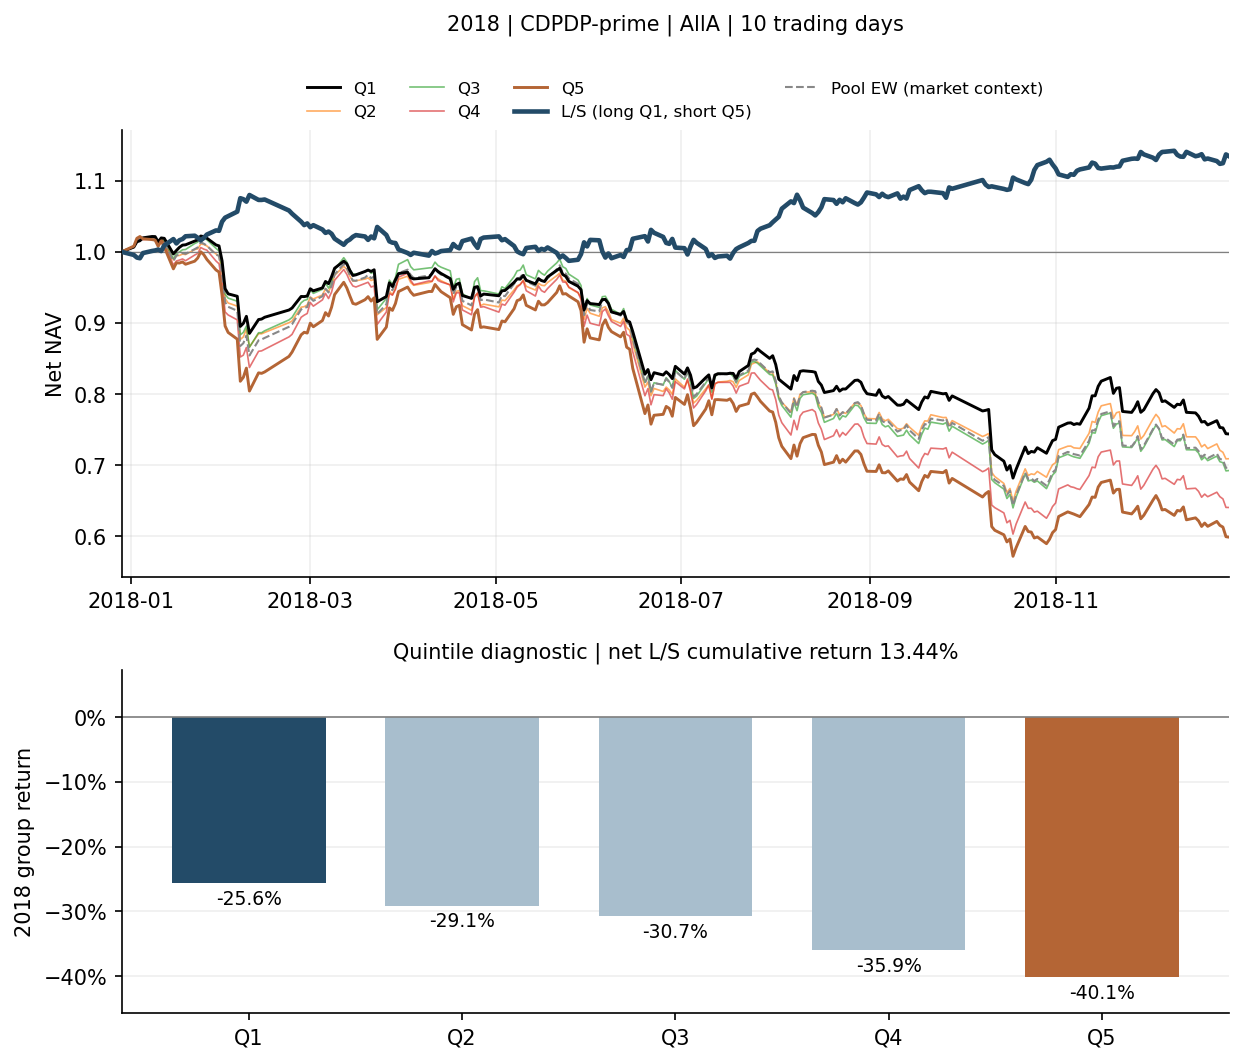 2018 | CDPDP-prime | AllA | 10 trading days
Q1 Q3 Q5 Pool EW (market context)
Q2 Q4 L/S (long Q1, short Q5)
Net NAV
1.1
1.0
0.9
0.8
0.7
0.6
2018-01 2018-03 2018-05 2018-07 2018-09 2018-11
Quintile diagnostic | net L/S cumulative return 13.44%
2018 group return
0%
−10%
−20%
−30%
−40%
-25.6%
-29.1%
-30.7%
-35.9%
-40.1%
Q1 Q2 Q3 Q4 Q5